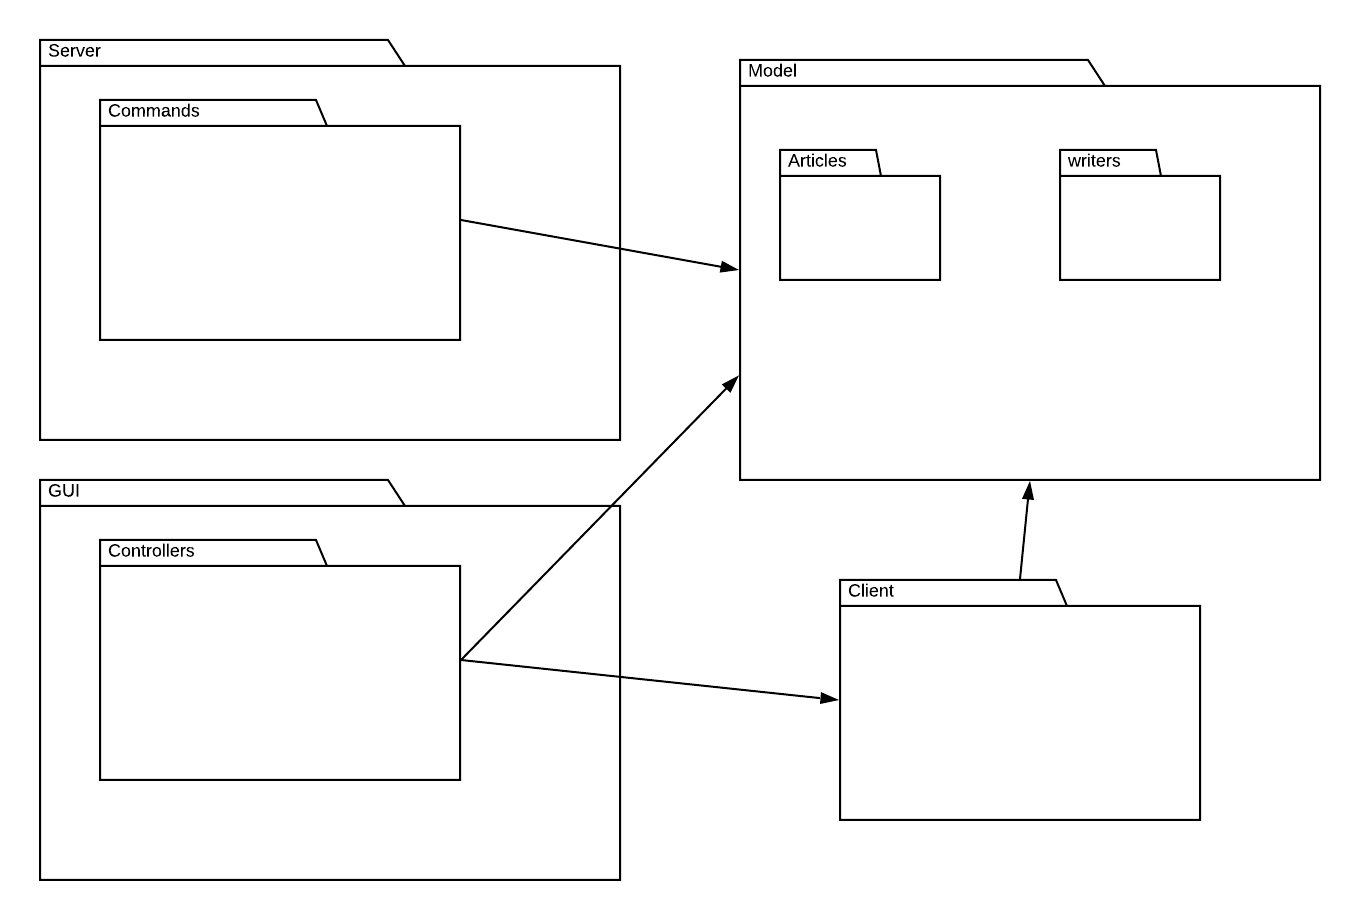 Server
Commands
Model
Articles
writers
GUI
Controllers
Client